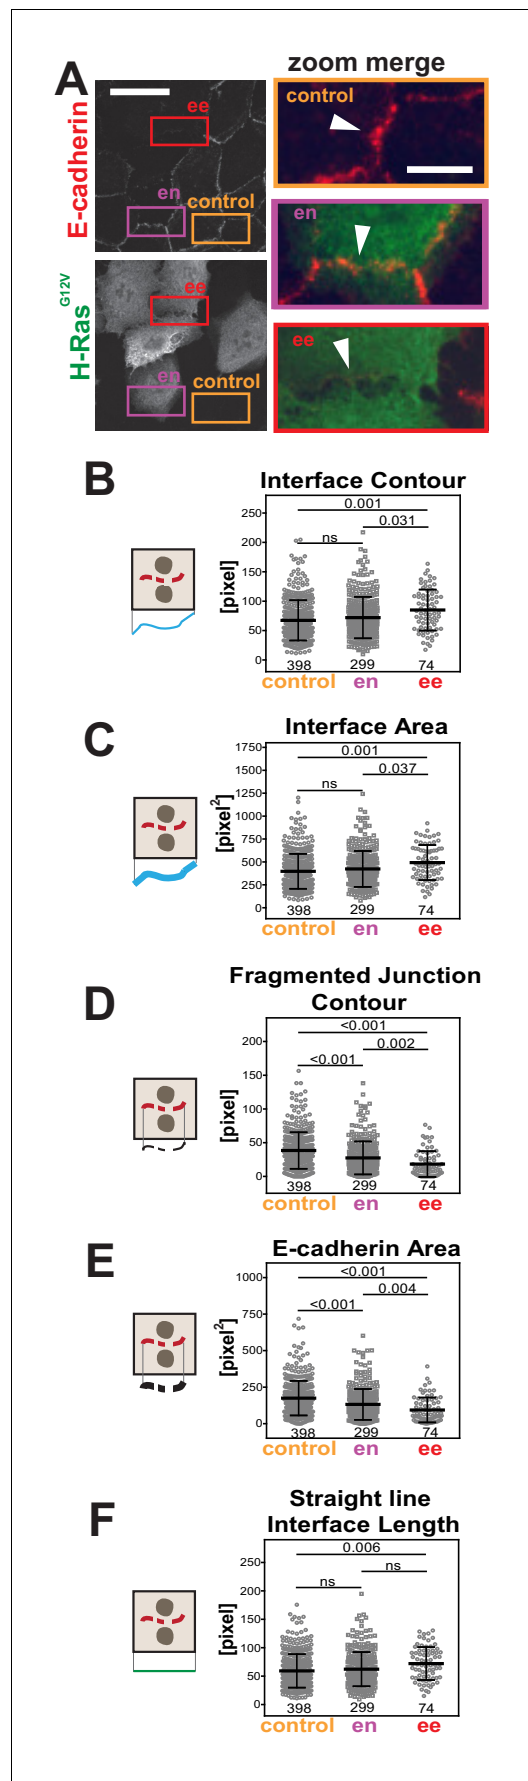 A
zoom merge
E-cadherin
ee
en
control
control
en
H-Ras G12V
ee
en
control
ee
B
Interface Contour
[pixel]
250
200
150
100
50
0
0.001
0.031
ns
398 299 74
control en ee
C
Interface Area
[pixel²]
1750
1500
1250
1000
750
500
250
0
0.001
0.037
ns
398 299 74
control en ee
D
Fragmented Junction
Contour
[pixel]
200
150
100
50
0
<0.001
0.002
<0.001
398 299 74
control en ee
E
E-cadherin Area
[pixel²]
1000
750
500
250
0
<0.001
0.004
<0.001
398 299 74
control en ee
F
Straight line
Interface Length
[pixel]
250
200
150
100
50
0
0.006
ns
ns
398 299 74
control en ee